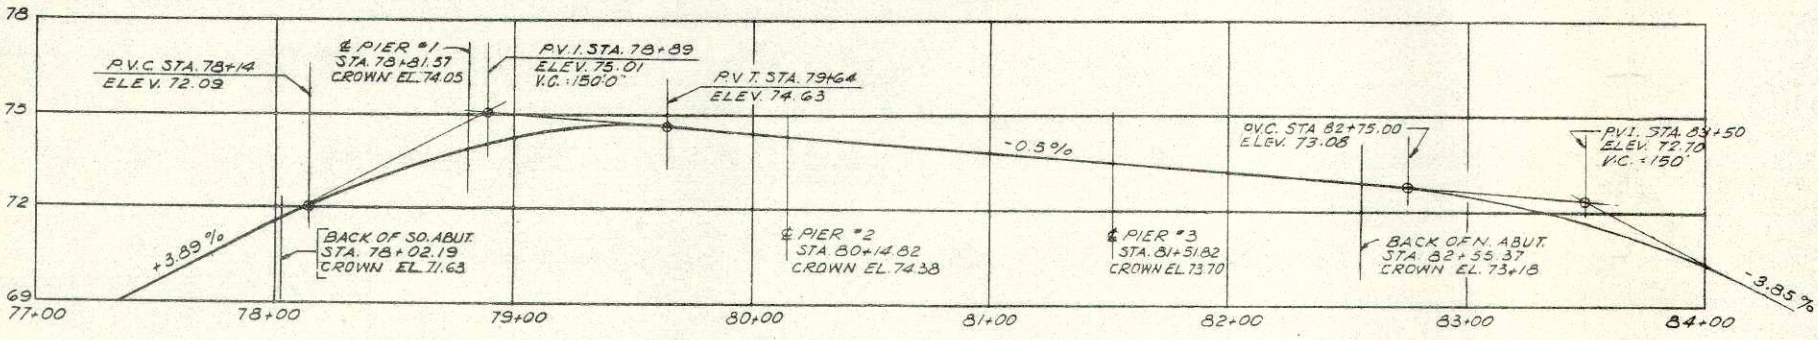 78
75
72
69
P.V.C. STA. 78+14
ELEV. 72.09
℄ PIER #1
STA. 78+81.57
CROWN EL. 74.05
P.V.I. STA. 78+89
ELEV. 75.01
V.C. = 150'0"
P.V.T. STA. 79+64
ELEV. 74.63
-0.5%
P.V.C. STA 82+75.00
ELEV. 73.08
P.V.I. STA. 83+50
ELEV. 72.70
V.C. = 150'
+3.89%
BACK OF SO. ABUT.
STA. 78+02.19
CROWN EL. 71.63
℄ PIER #2
STA. 80+14.82
CROWN EL. 74.38
℄ PIER #3
STA. 81+51.82
CROWN EL. 73.70
BACK OF N. ABUT.
STA. 82+55.37
CROWN EL. 73+18
-3.85%
77+00
78+00
79+00
80+00
81+00
82+00
83+00
84+00